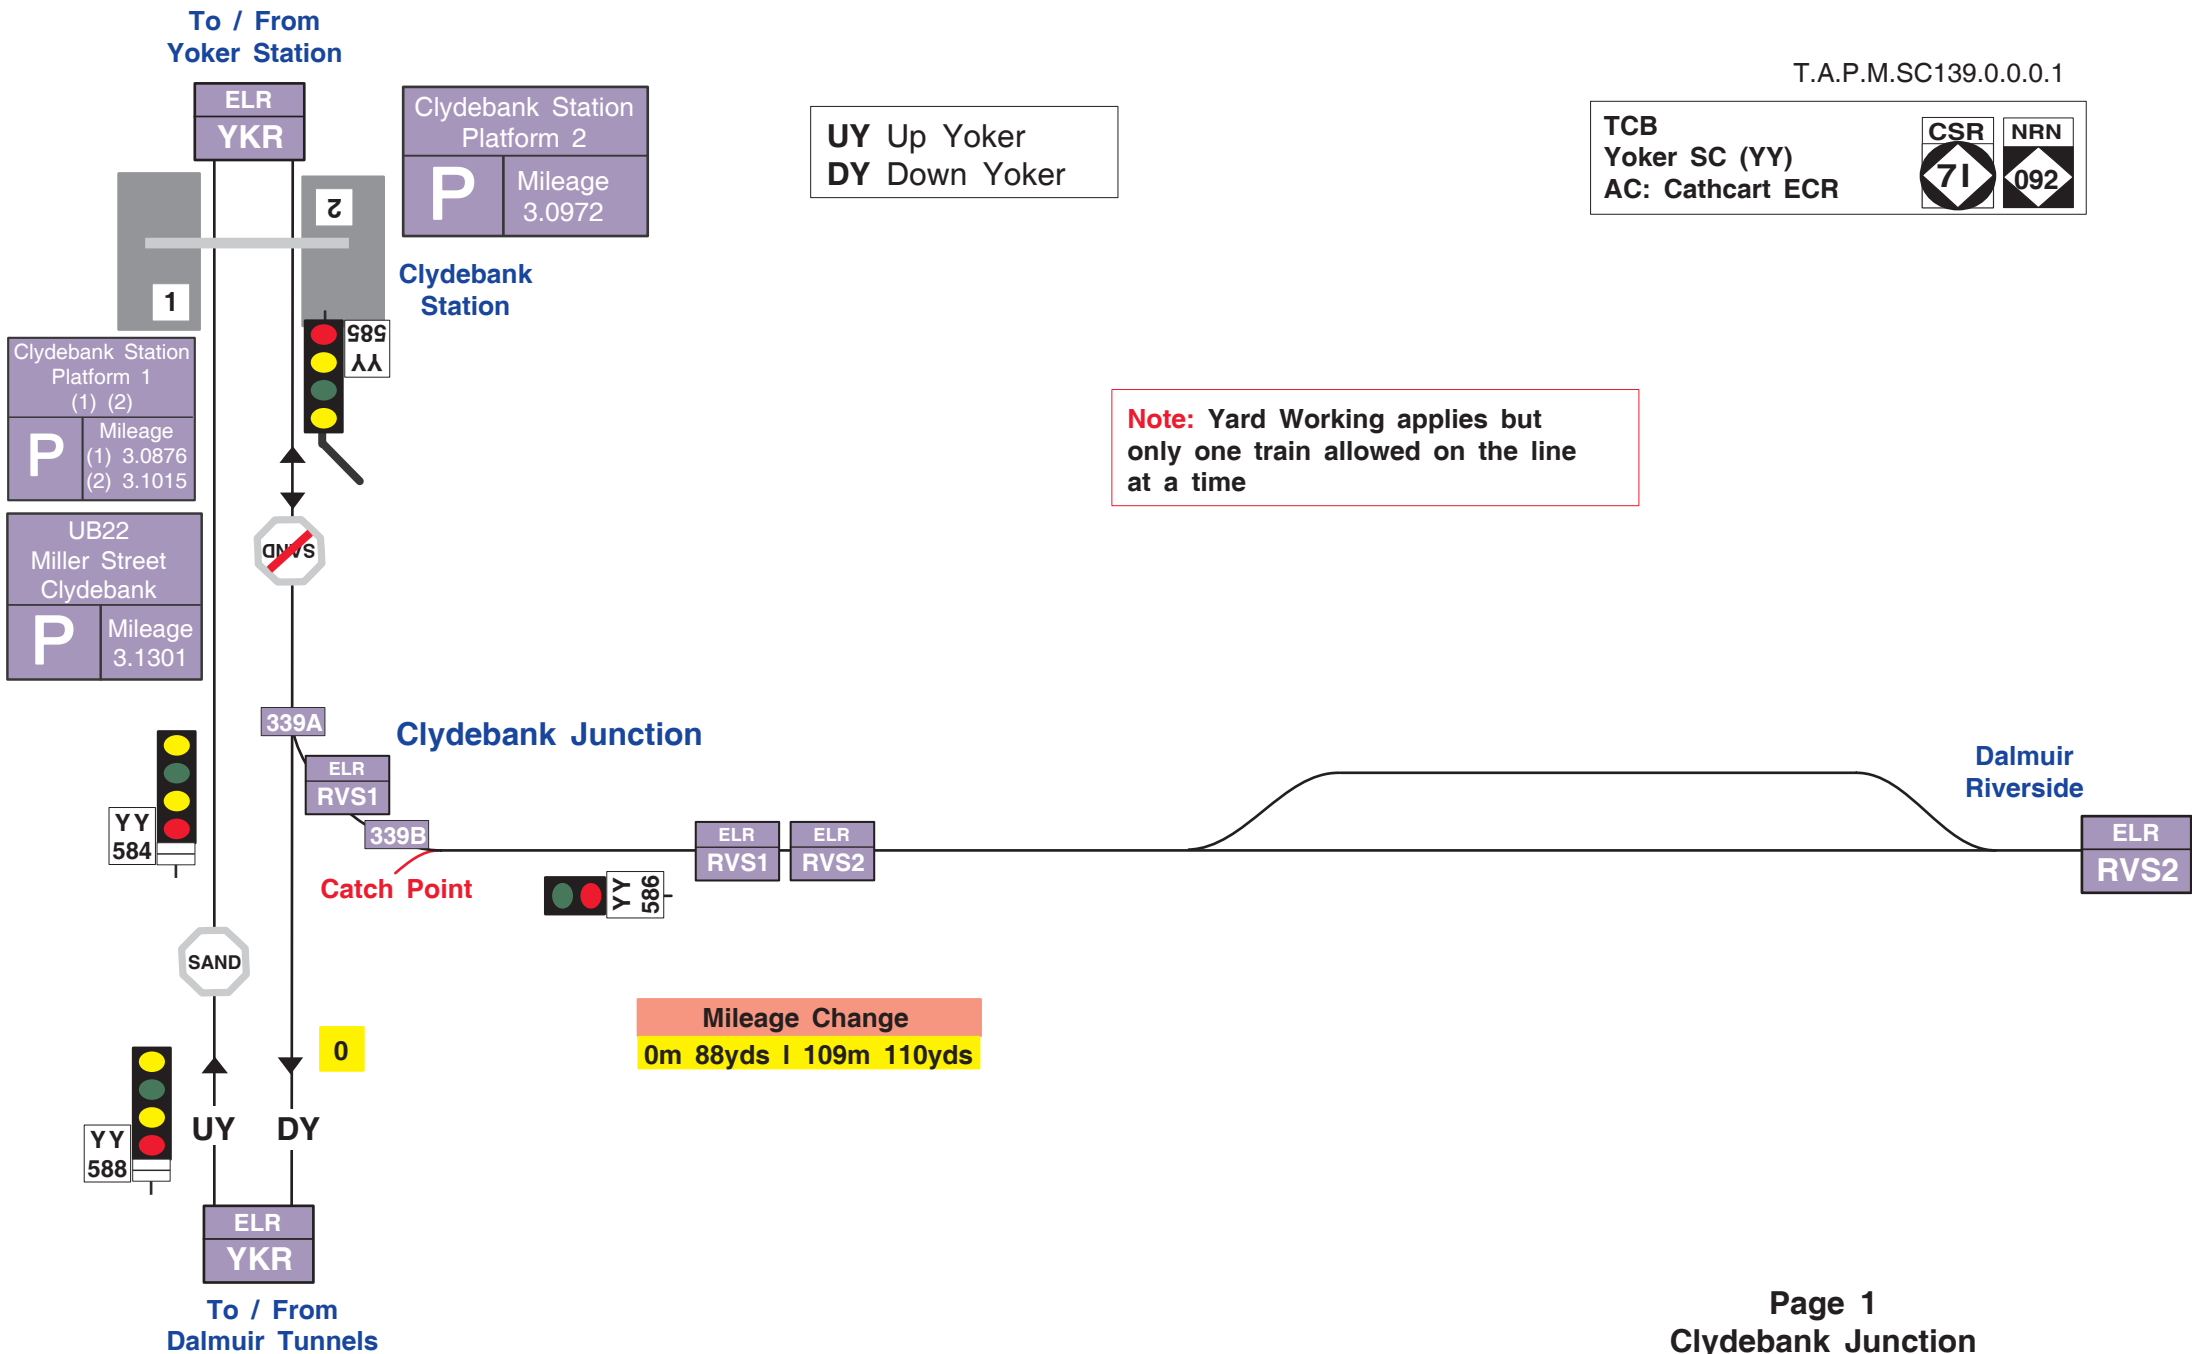 To / From
Yoker Station
ELR
YKR
Clydebank Station
Platform 2
P
Mileage
3.0972
UY Up Yoker
DY Down Yoker
T.A.P.M.SC139.0.0.0.1
TCB
Yoker SC (YY)
AC: Cathcart ECR
CSR
71
NRN
092
2
1
Clydebank
Station
YY
585
Clydebank Station
Platform 1
(1) (2)
P
Mileage
(1) 3.0876
(2) 3.1015
Note: Yard Working applies but
only one train allowed on the line
at a time
SAND
UB22
Miller Street
Clydebank
P
Mileage
3.1301
339A
Clydebank Junction
ELR
RVS1
339B
Catch Point
YY
584
ELR
RVS1
ELR
RVS2
YY
586
Dalmuir
Riverside
ELR
RVS2
SAND
Mileage Change
0m 88yds I 109m 110yds
0
YY
588
UY
DY
ELR
YKR
To / From
Dalmuir Tunnels
Page 1
Clydebank Junction